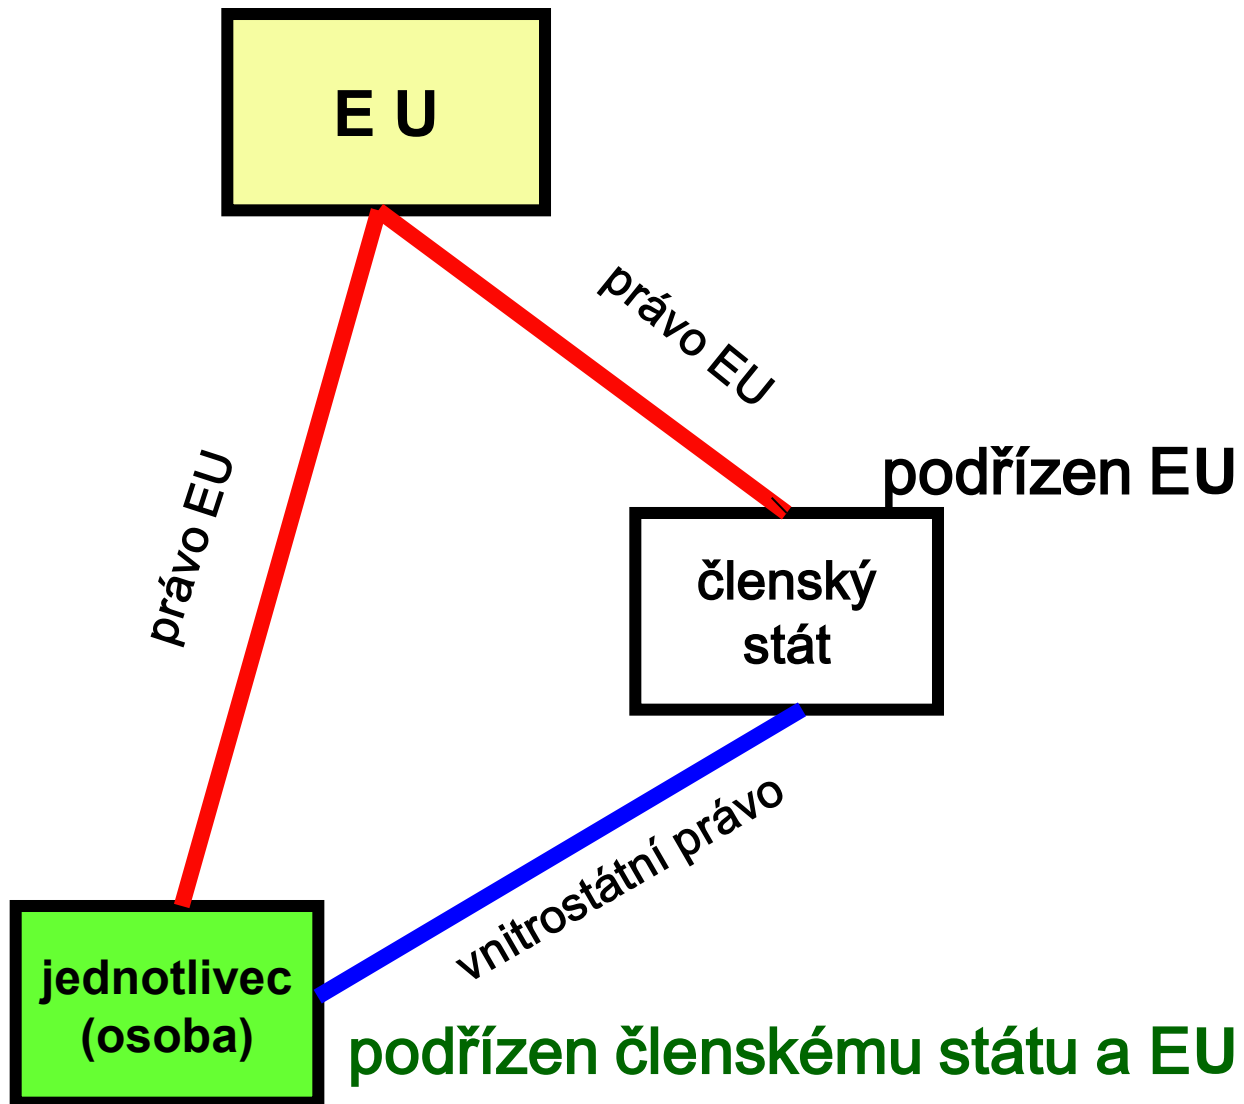 E U
právo EU
právo EU
podřízen EU
členský
stát
vnitrostátní právo
jednotlivec
(osoba)
podřízen členskému státu a EU